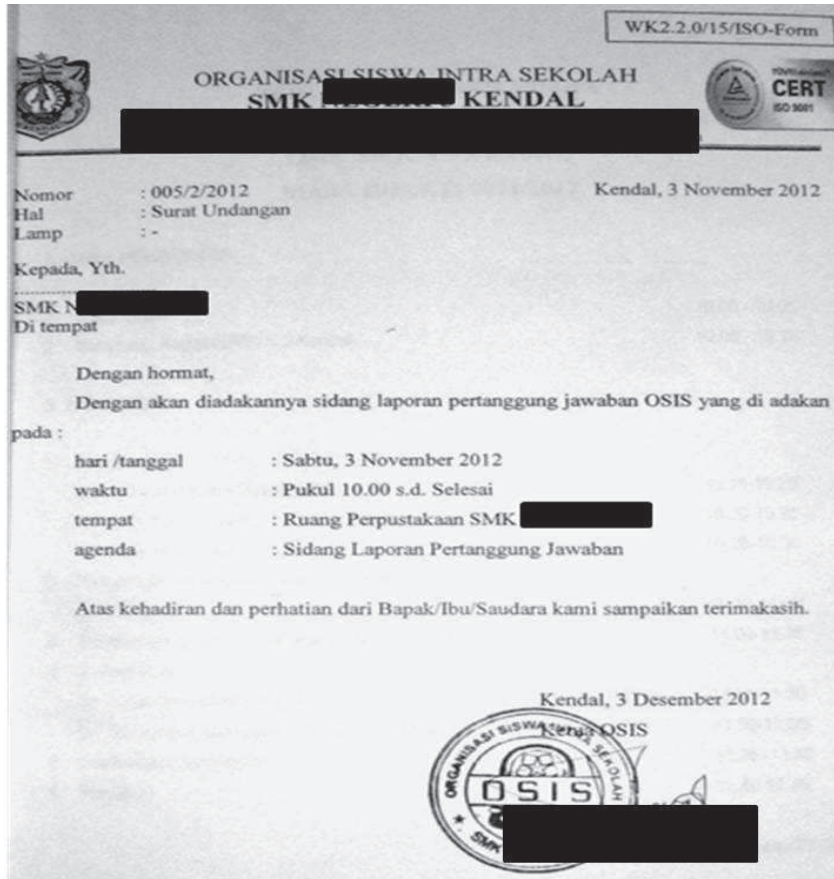 WK2.2.0/15/ISO-Form
ORGANISASI SISWA INTRA SEKOLAH
SMK KENDAL
CERT
ISO 9001
Nomor : 005/2/2012 Kendal, 3 November 2012
Hal : Surat Undangan
Lamp : -
Kepada, Yth.
SMK N
Di tempat
Dengan hormat,
Dengan akan diadakannya sidang laporan pertanggung jawaban OSIS yang di adakan
pada :
hari /tanggal : Sabtu, 3 November 2012
waktu : Pukul 10.00 s.d. Selesai
tempat : Ruang Perpustakaan SMK
agenda : Sidang Laporan Pertanggung Jawaban
Atas kehadiran dan perhatian dari Bapak/Ibu/Saudara kami sampaikan terimakasih.
Kendal, 3 Desember 2012
Ketua OSIS
ORGANISASI SISWA INTRA SEKOLAH
OSIS
SMK